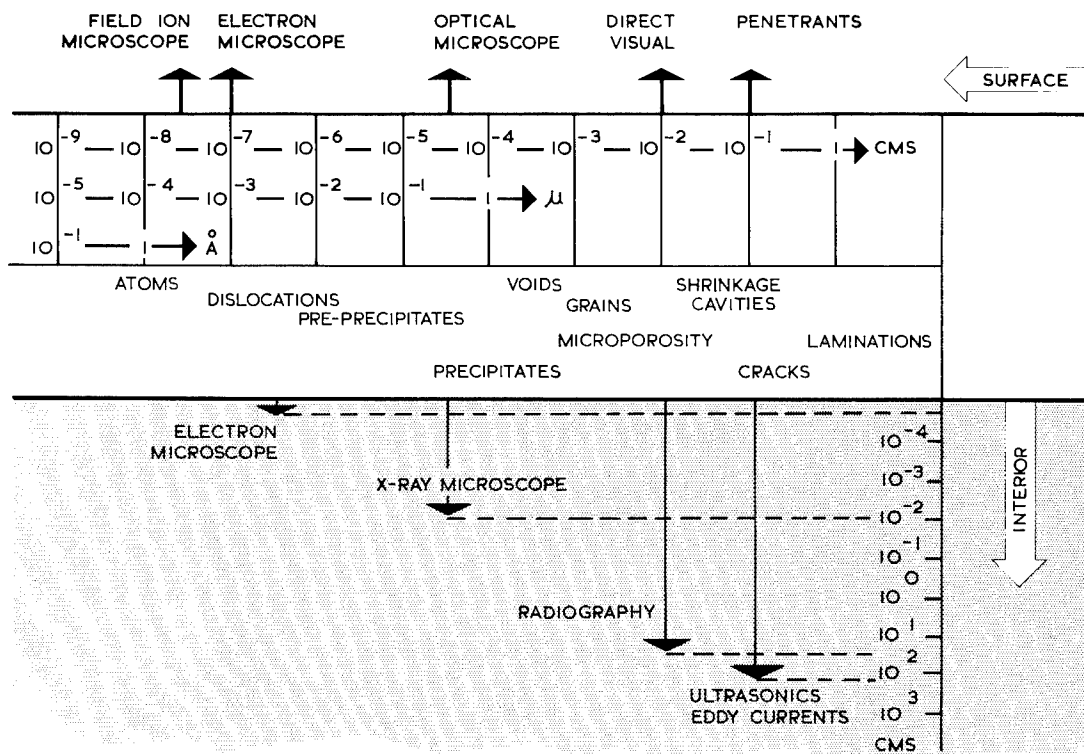 FIELD ION MICROSCOPE
ELECTRON MICROSCOPE
OPTICAL MICROSCOPE
DIRECT VISUAL
PENETRANTS
SURFACE
10⁻⁹ 10⁻⁸ 10⁻⁷ 10⁻⁶ 10⁻⁵ 10⁻⁴ 10⁻³ 10⁻² 10⁻¹ 1 CMS
10⁻⁵ 10⁻⁴ 10⁻³ 10⁻² 10⁻¹ 1 μ
10⁻¹ 1 Å
ATOMS
DISLOCATIONS
PRE-PRECIPITATES
PRECIPITATES
VOIDS
GRAINS
MICROPOROSITY
SHRINKAGE CAVITIES
CRACKS
LAMINATIONS
ELECTRON MICROSCOPE
X-RAY MICROSCOPE
RADIOGRAPHY
ULTRASONICS
EDDY CURRENTS
10⁻⁴
10⁻³
10⁻²
10⁻¹
10⁰
10¹
10²
10³
CMS
INTERIOR